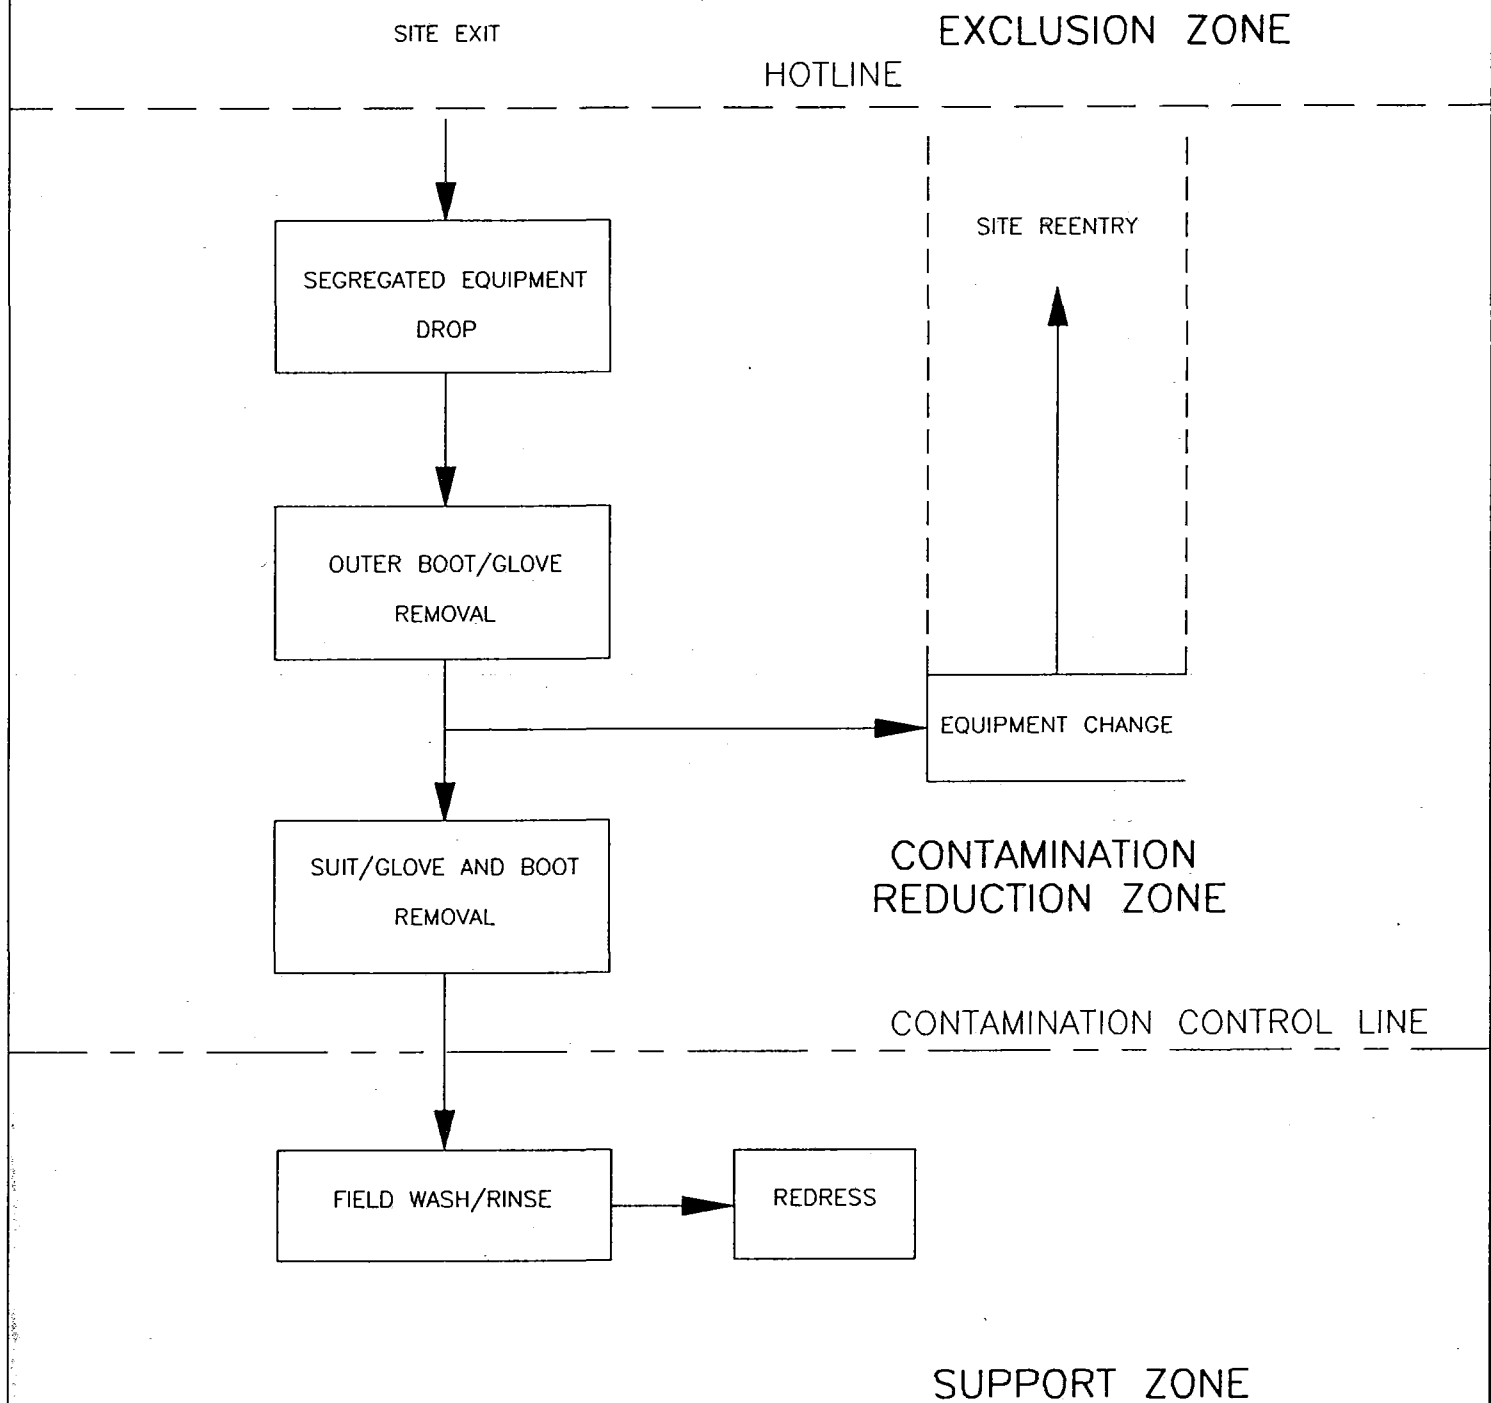 SITE EXIT
EXCLUSION ZONE
HOTLINE
SITE REENTRY
SEGREGATED EQUIPMENT
DROP
OUTER BOOT/GLOVE
REMOVAL
EQUIPMENT CHANGE
SUIT/GLOVE AND BOOT
REMOVAL
CONTAMINATION
REDUCTION ZONE
CONTAMINATION CONTROL LINE
FIELD WASH/RINSE
REDRESS
SUPPORT ZONE